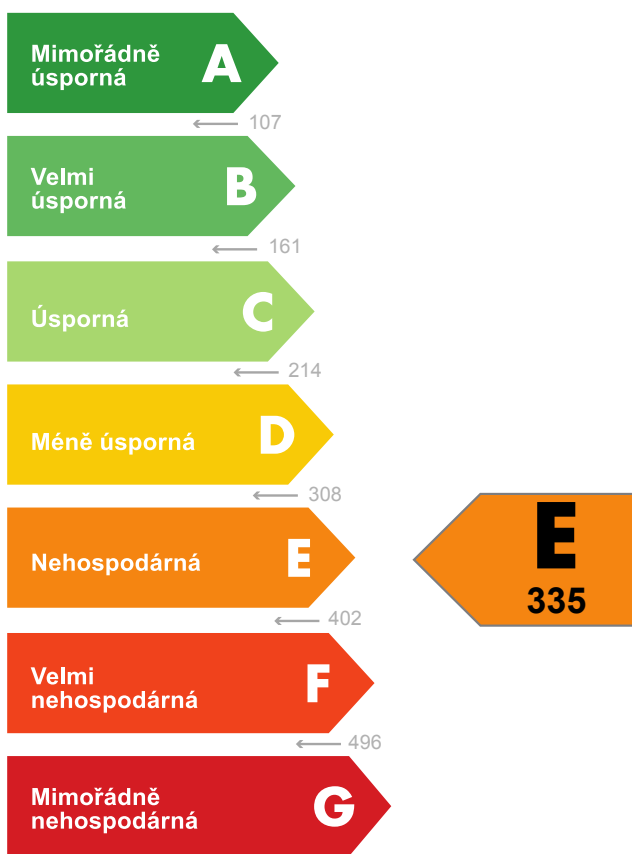 Mimořádně
úsporná
A
107
Velmi
úsporná
B
161
Úsporná
C
214
Méně úsporná
D
308
Nehospodárná
E
E
335
402
Velmi
nehospodárná
F
496
Mimořádně
nehospodárná
G